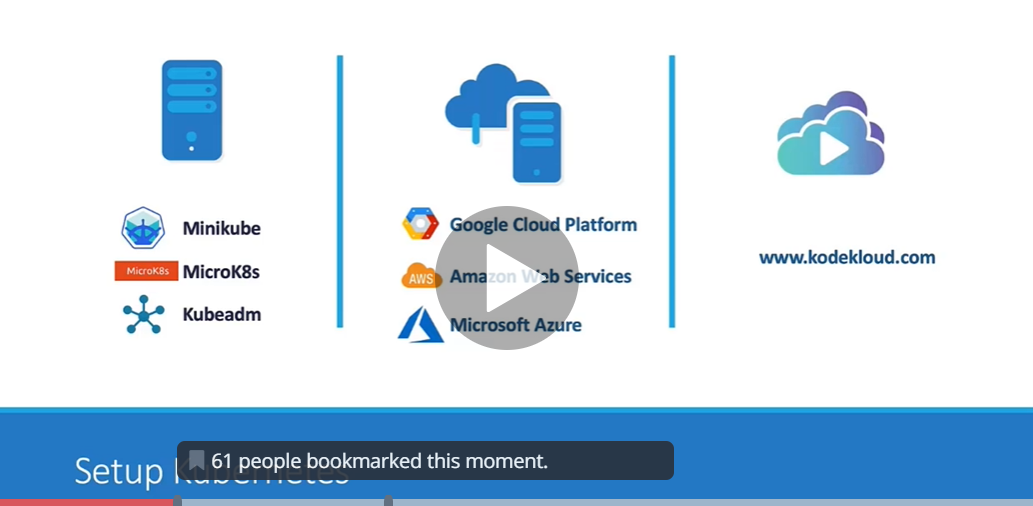 Minikube
MicroK8s MicroK8s
Kubeadm
Google Cloud Platform
AWS Amazon Web Services
Microsoft Azure
www.kodekloud.com
Setup Kubernetes
61 people bookmarked this moment.